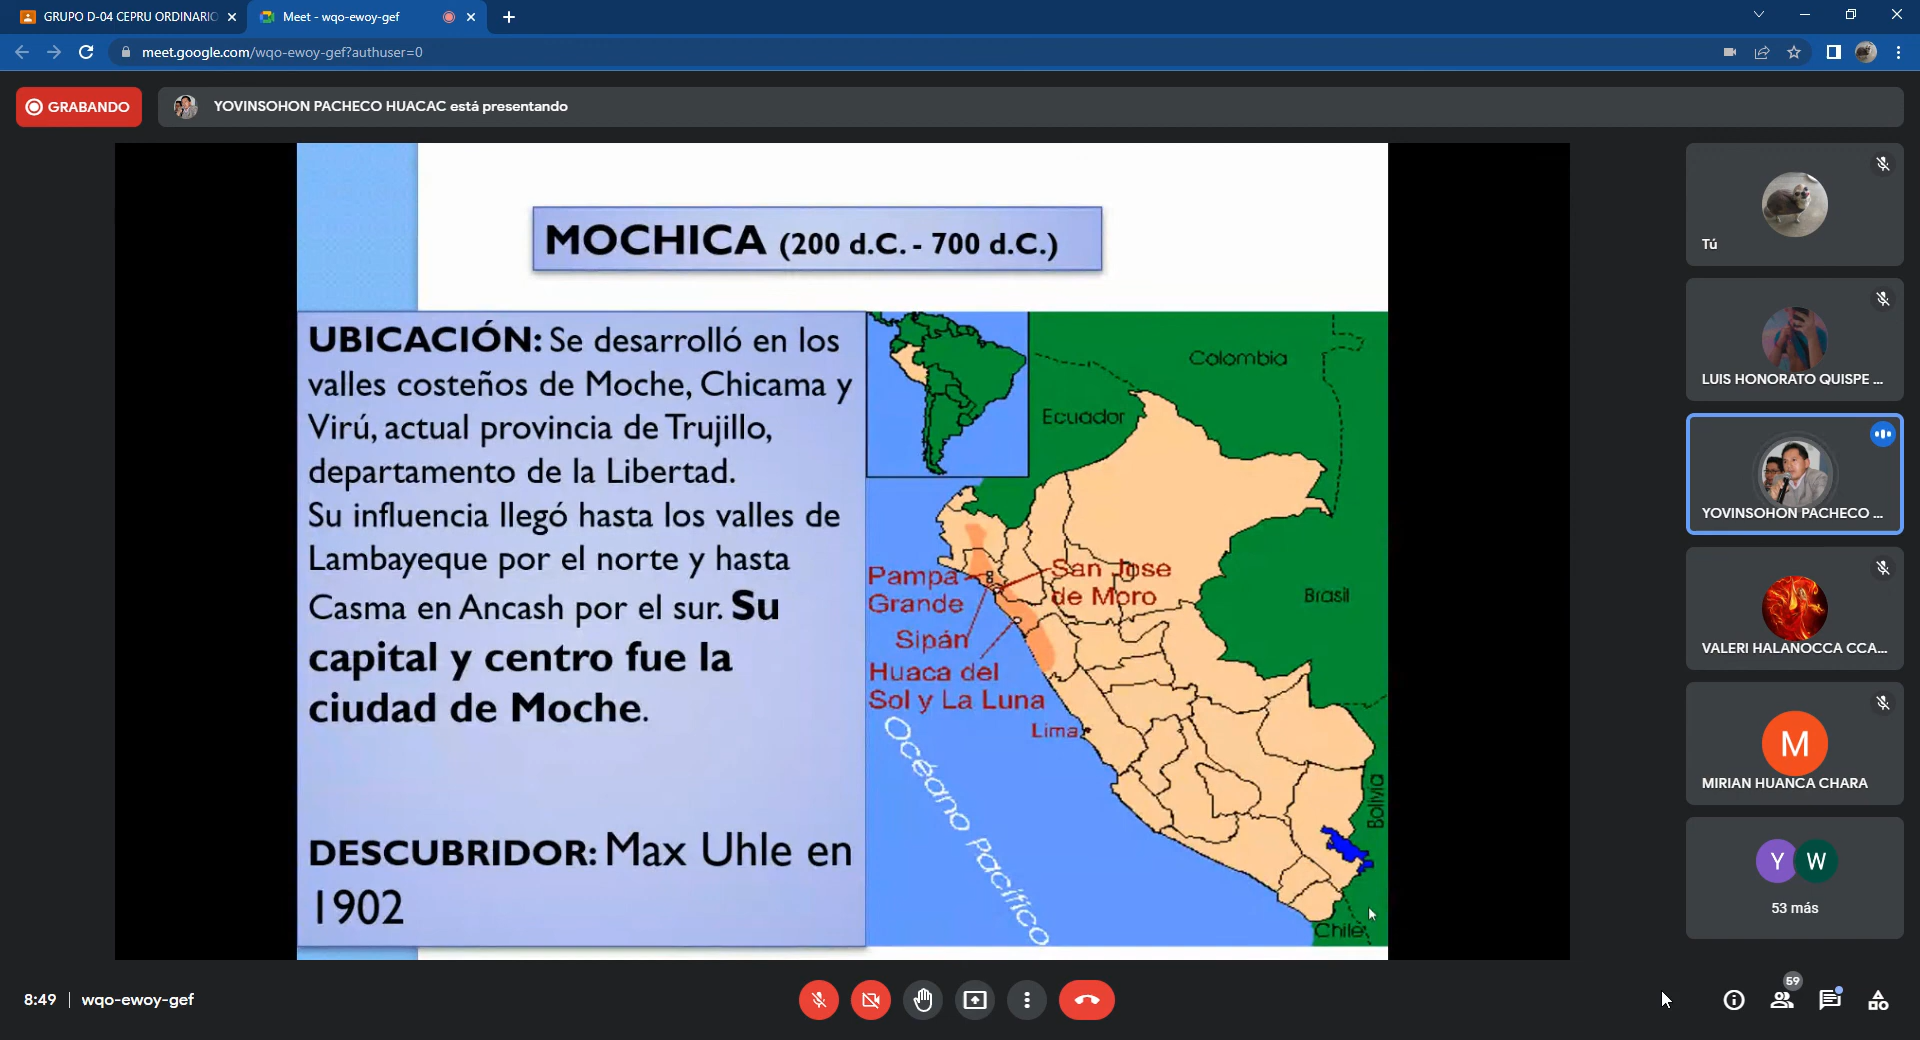 GRUPO D-04 CEPRU ORDINARIO
Meet - wqo-ewoy-gef
meet.google.com/wqo-ewoy-gef?authuser=0
GRABANDO
YOVINSOHON PACHECO HUACAC está presentando
MOCHICA (200 d.C. - 700 d.C.)
UBICACIÓN: Se desarrolló en los
valles costeños de Moche, Chicama y
Virú, actual provincia de Trujillo,
departamento de la Libertad.
Su influencia llegó hasta los valles de
Lambayeque por el norte y hasta
Casma en Ancash por el sur. Su
capital y centro fue la
ciudad de Moche.
DESCUBRIDOR: Max Uhle en
1902
Colombia
Ecuador
Brasil
Pampa
Grande
San Jose
de Moro
Sipán
Huaca del
Sol y La Luna
Lima
Océano Pacífico
Bolivia
Chile
Tú
LUIS HONORATO QUISPE ...
YOVINSOHON PACHECO ...
VALERI HALANOCCA CCA...
M
MIRIAN HUANCA CHARA
Y W
53 más
8:49 | wqo-ewoy-gef
59